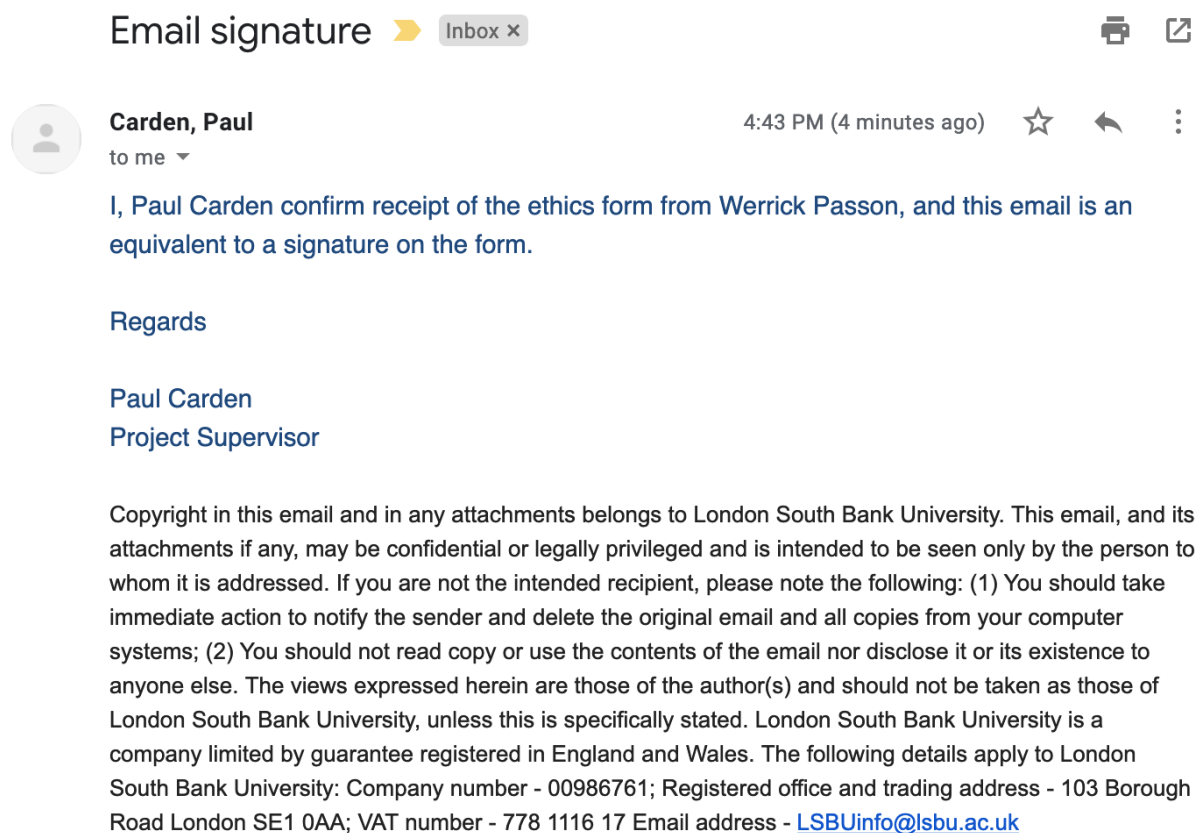 Email signature Inbox ×
Carden, Paul 4:43 PM (4 minutes ago)
to me
I, Paul Carden confirm receipt of the ethics form from Werrick Passon, and this email is an
equivalent to a signature on the form.
Regards
Paul Carden
Project Supervisor
Copyright in this email and in any attachments belongs to London South Bank University. This email, and its
attachments if any, may be confidential or legally privileged and is intended to be seen only by the person to
whom it is addressed. If you are not the intended recipient, please note the following: (1) You should take
immediate action to notify the sender and delete the original email and all copies from your computer
systems; (2) You should not read copy or use the contents of the email nor disclose it or its existence to
anyone else. The views expressed herein are those of the author(s) and should not be taken as those of
London South Bank University, unless this is specifically stated. London South Bank University is a
company limited by guarantee registered in England and Wales. The following details apply to London
South Bank University: Company number - 00986761; Registered office and trading address - 103 Borough
Road London SE1 0AA; VAT number - 778 1116 17 Email address - LSBUinfo@lsbu.ac.uk